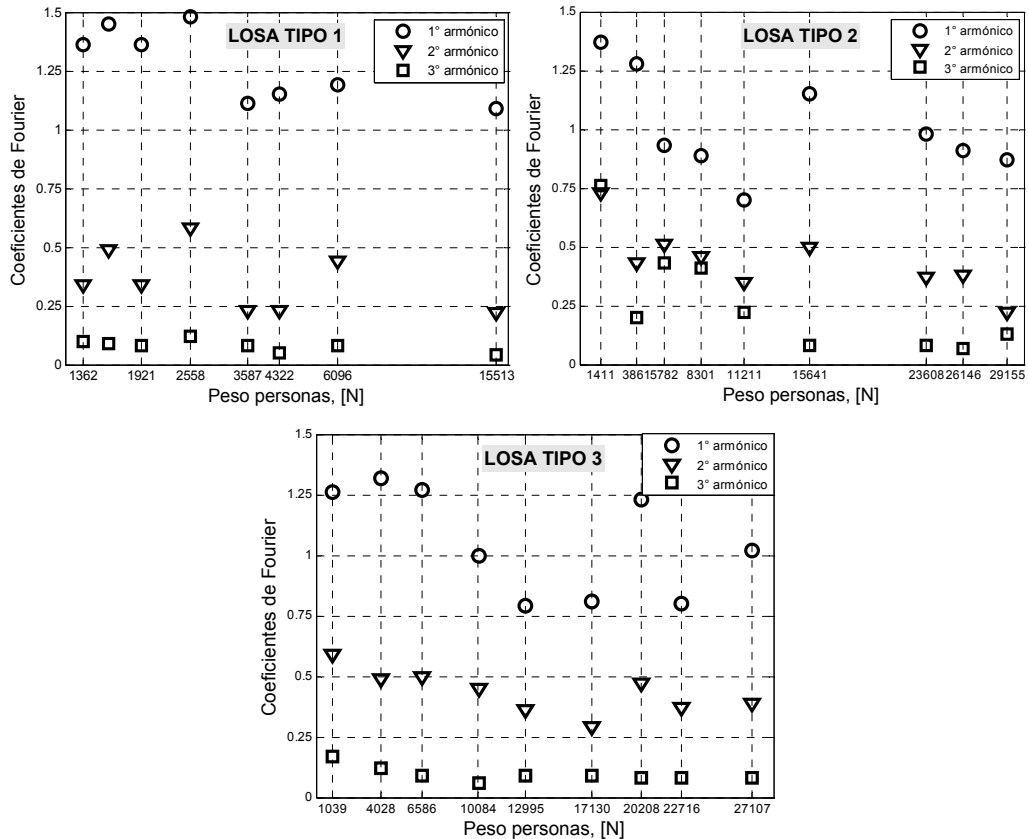 LOSA TIPO 1
1° armónico
2° armónico
3° armónico
Coeficientes de Fourier
1.5
1.25
1
0.75
0.5
0.25
0
1362 1921 2558 3587 4322 6096 15513
Peso personas, [N]
LOSA TIPO 2
1° armónico
2° armónico
3° armónico
Coeficientes de Fourier
1.5
1.25
1
0.75
0.5
0.25
0
1411 3861 5782 8301 11211 15641 23608 26146 29155
Peso personas, [N]
LOSA TIPO 3
1° armónico
2° armónico
3° armónico
Coeficientes de Fourier
1.5
1.25
1
0.75
0.5
0.25
0
1039 4028 6586 10084 12995 17130 20208 22716 27107
Peso personas, [N]